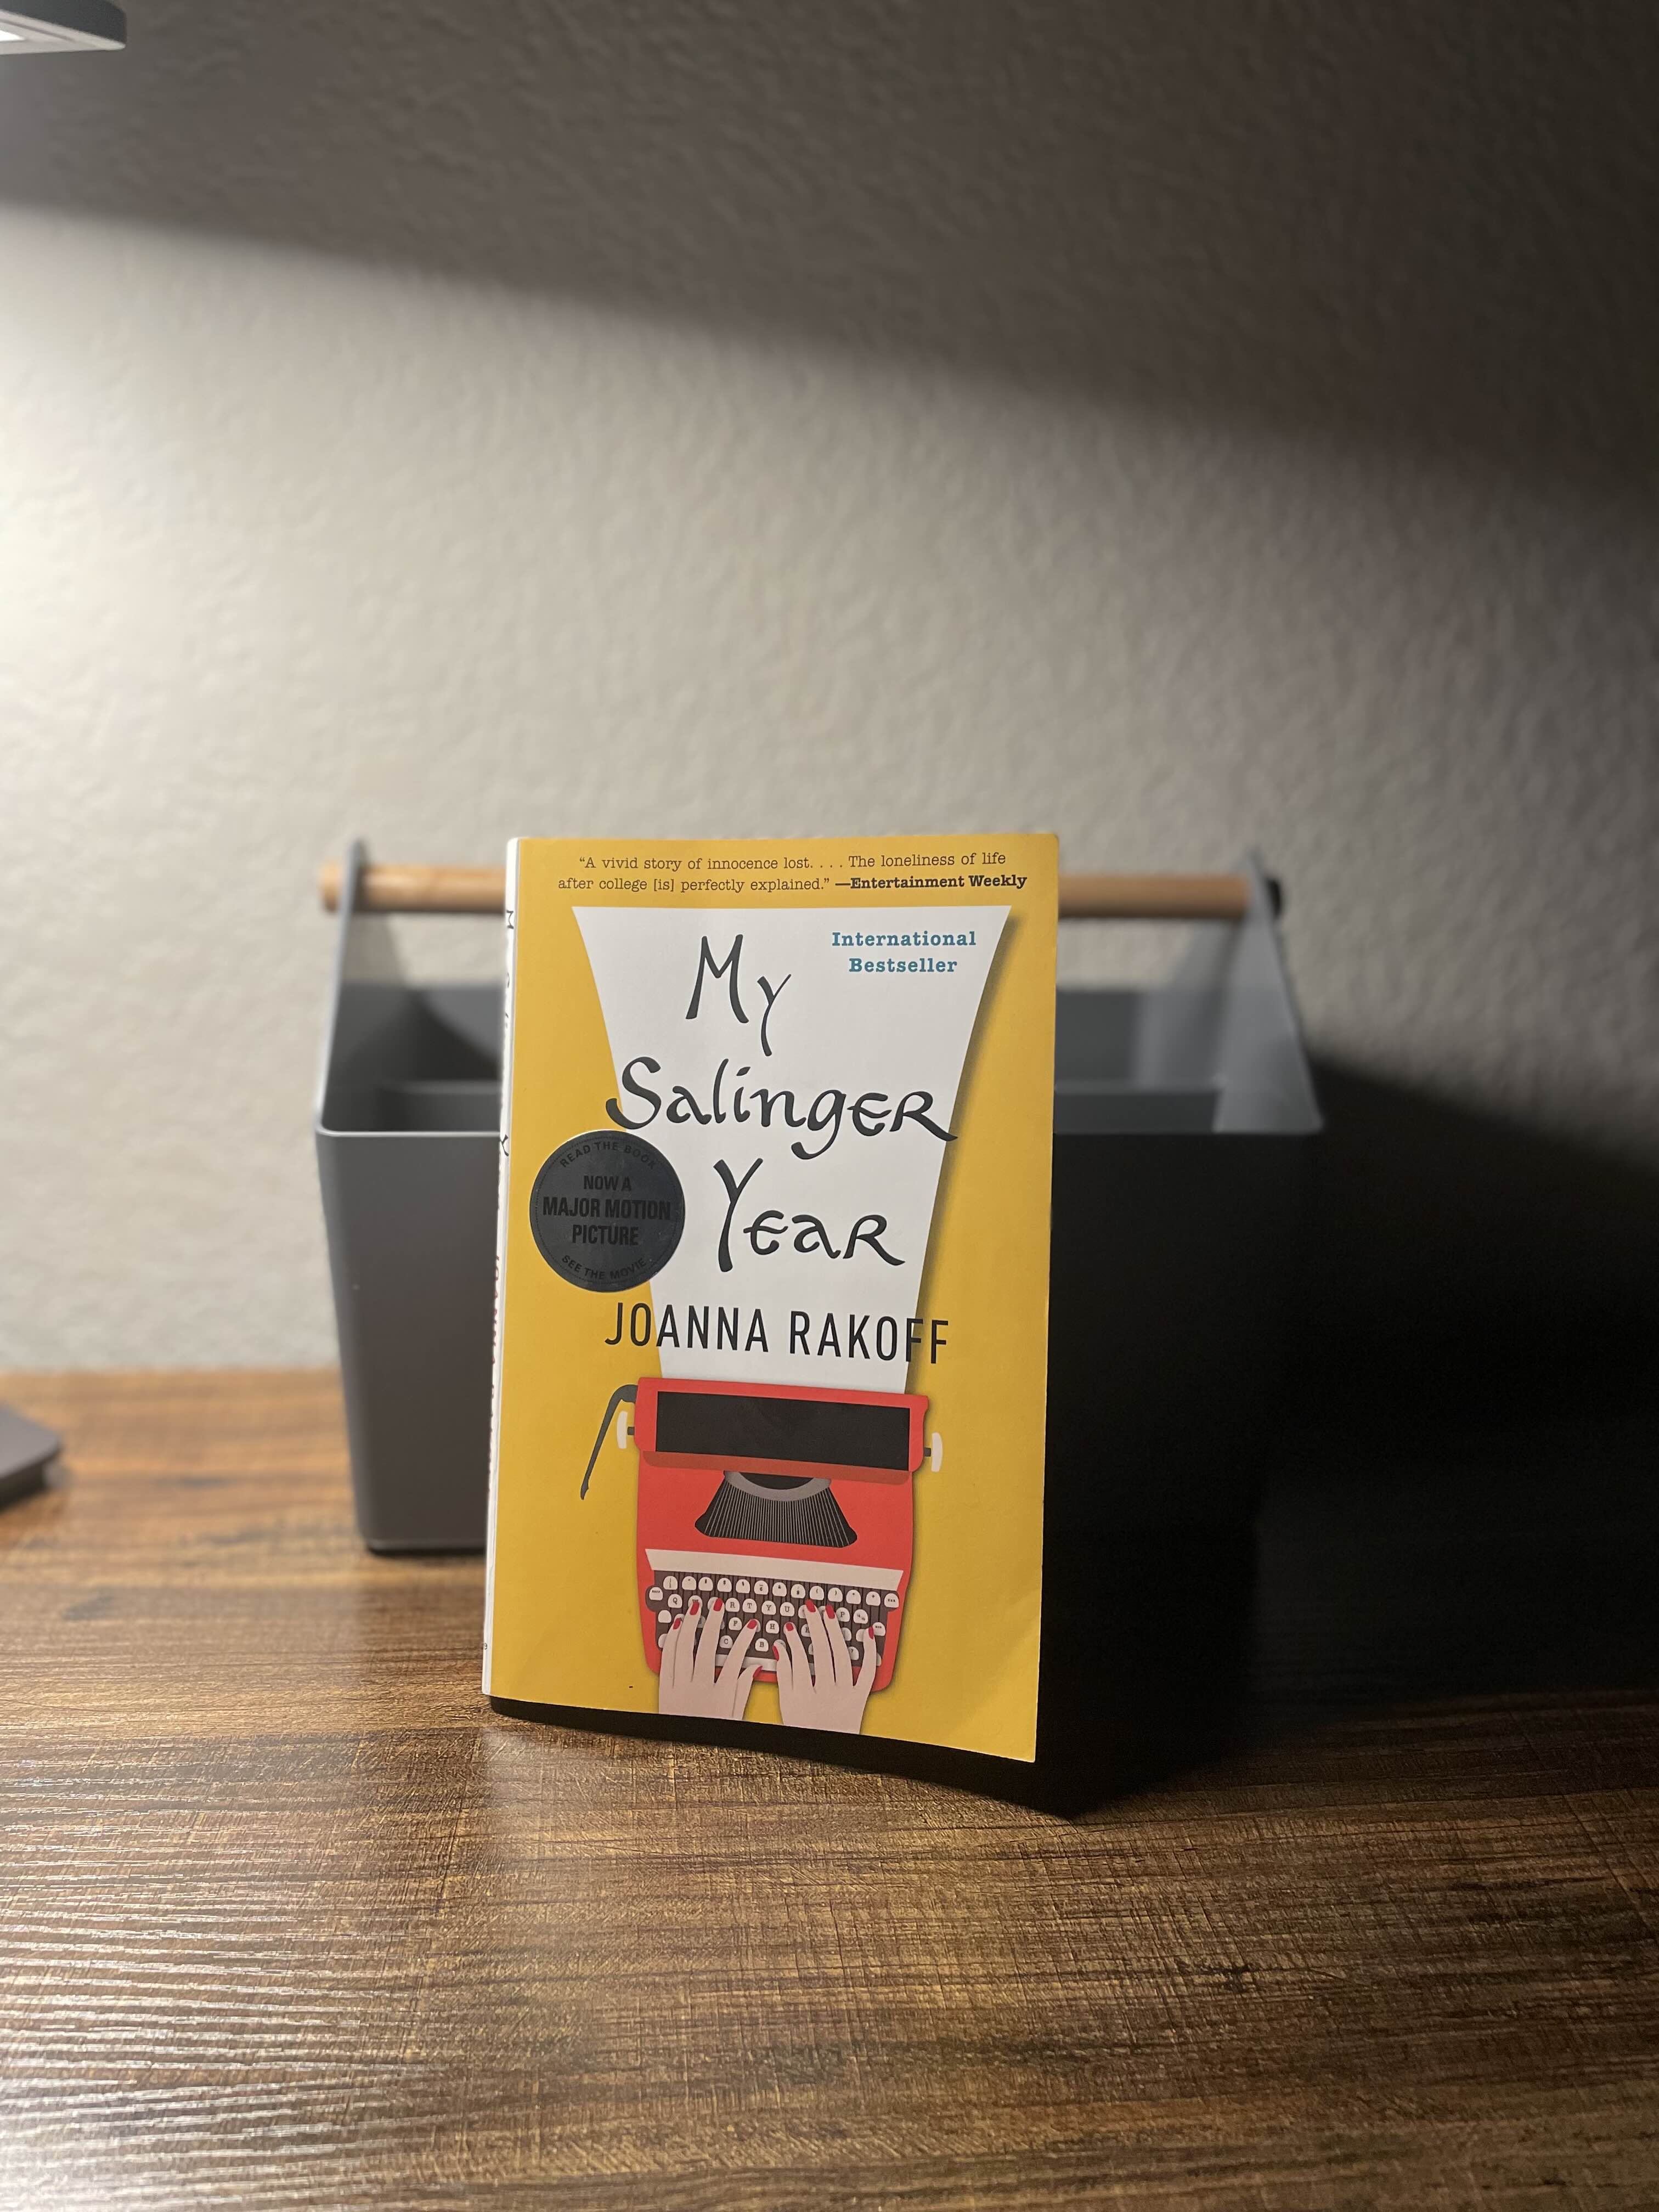 “A vivid story of innocence lost. . . . The loneliness of life
after college [is] perfectly explained.” —Entertainment Weekly
International
Bestseller
My
Salinger
Year
READ THE BOOK
NOW A
MAJOR MOTION
PICTURE
SEE THE MOVIE
JOANNA RAKOFF